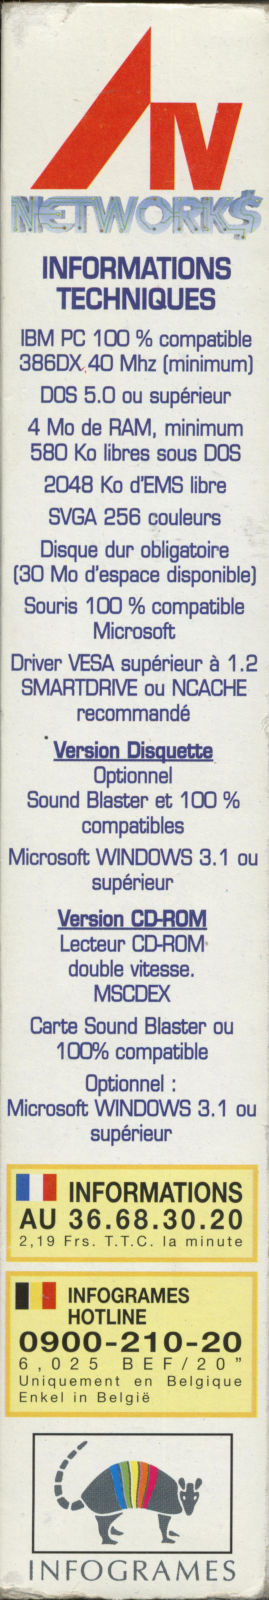 AIV
NETWORK$
INFORMATIONS
TECHNIQUES
IBM PC 100 % compatible
386DX 40 Mhz (minimum)
DOS 5.0 ou supérieur
4 Mo de RAM, minimum
580 Ko libres sous DOS
2048 Ko d'EMS libre
SVGA 256 couleurs
Disque dur obligatoire
(30 Mo d'espace disponible)
Souris 100 % compatible
Microsoft
Driver VESA supérieur à 1.2
SMARTDRIVE ou NCACHE
recommandé
Version Disquette
Optionnel
Sound Blaster et 100 %
compatibles
Microsoft WINDOWS 3.1 ou
supérieur
Version CD-ROM
Lecteur CD-ROM
double vitesse.
MSCDEX
Carte Sound Blaster ou
100% compatible
Optionnel :
Microsoft WINDOWS 3.1 ou
supérieur
INFORMATIONS
AU 36.68.30.20
2,19 Frs. T.T.C. la minute
INFOGRAMES
HOTLINE
0900-210-20
6,025 BEF/20"
Uniquement en Belgique
Enkel in België
INFOGRAMES